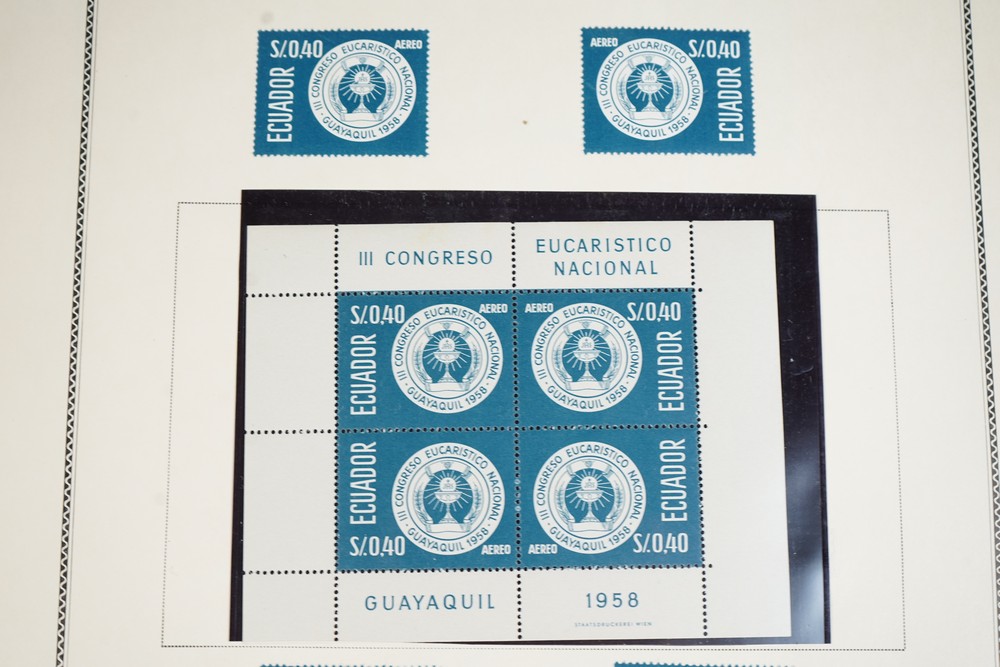 S/.0,40 AEREO
ECUADOR
III CONGRESO EUCARISTICO NACIONAL · GUAYAQUIL 1958 ·
AEREO S/.0,40
ECUADOR
III CONGRESO EUCARISTICO NACIONAL · GUAYAQUIL 1958 ·
III CONGRESO
EUCARISTICO
NACIONAL
S/.0,40 AEREO
ECUADOR
III CONGRESO EUCARISTICO NACIONAL · GUAYAQUIL 1958 ·
AEREO S/.0,40
ECUADOR
III CONGRESO EUCARISTICO NACIONAL · GUAYAQUIL 1958 ·
ECUADOR
III CONGRESO EUCARISTICO NACIONAL · GUAYAQUIL 1958 ·
S/.0,40 AEREO
ECUADOR
III CONGRESO EUCARISTICO NACIONAL · GUAYAQUIL 1958 ·
AEREO S/.0,40
GUAYAQUIL
1958
STAATSDRUCKEREI WIEN